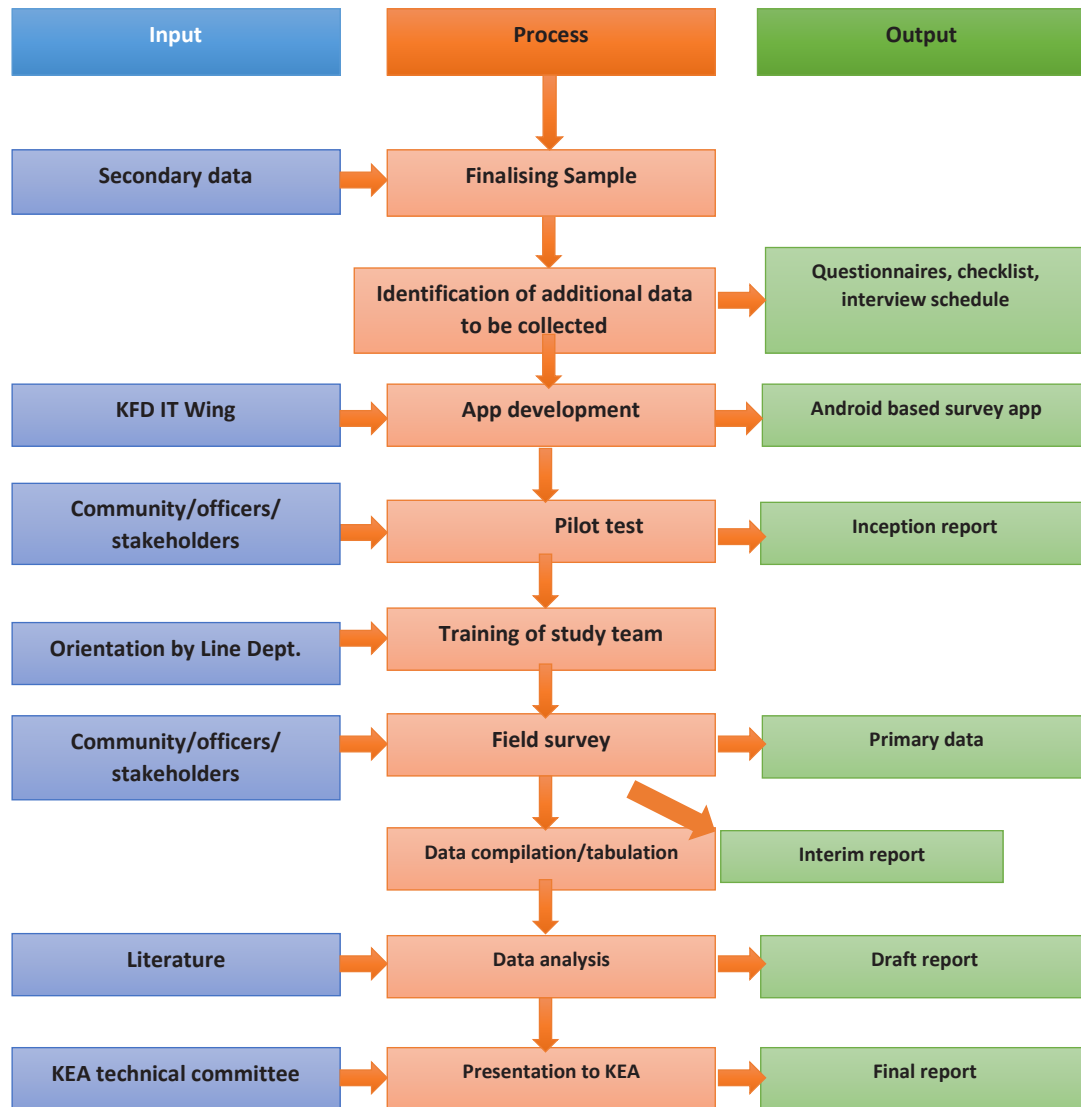 Input
Process
Output
Secondary data
Finalising Sample
Identification of additional data
to be collected
Questionnaires, checklist,
interview schedule
KFD IT Wing
App development
Android based survey app
Community/officers/
stakeholders
Pilot test
Inception report
Orientation by Line Dept.
Training of study team
Community/officers/
stakeholders
Field survey
Primary data
Data compilation/tabulation
Interim report
Literature
Data analysis
Draft report
KEA technical committee
Presentation to KEA
Final report